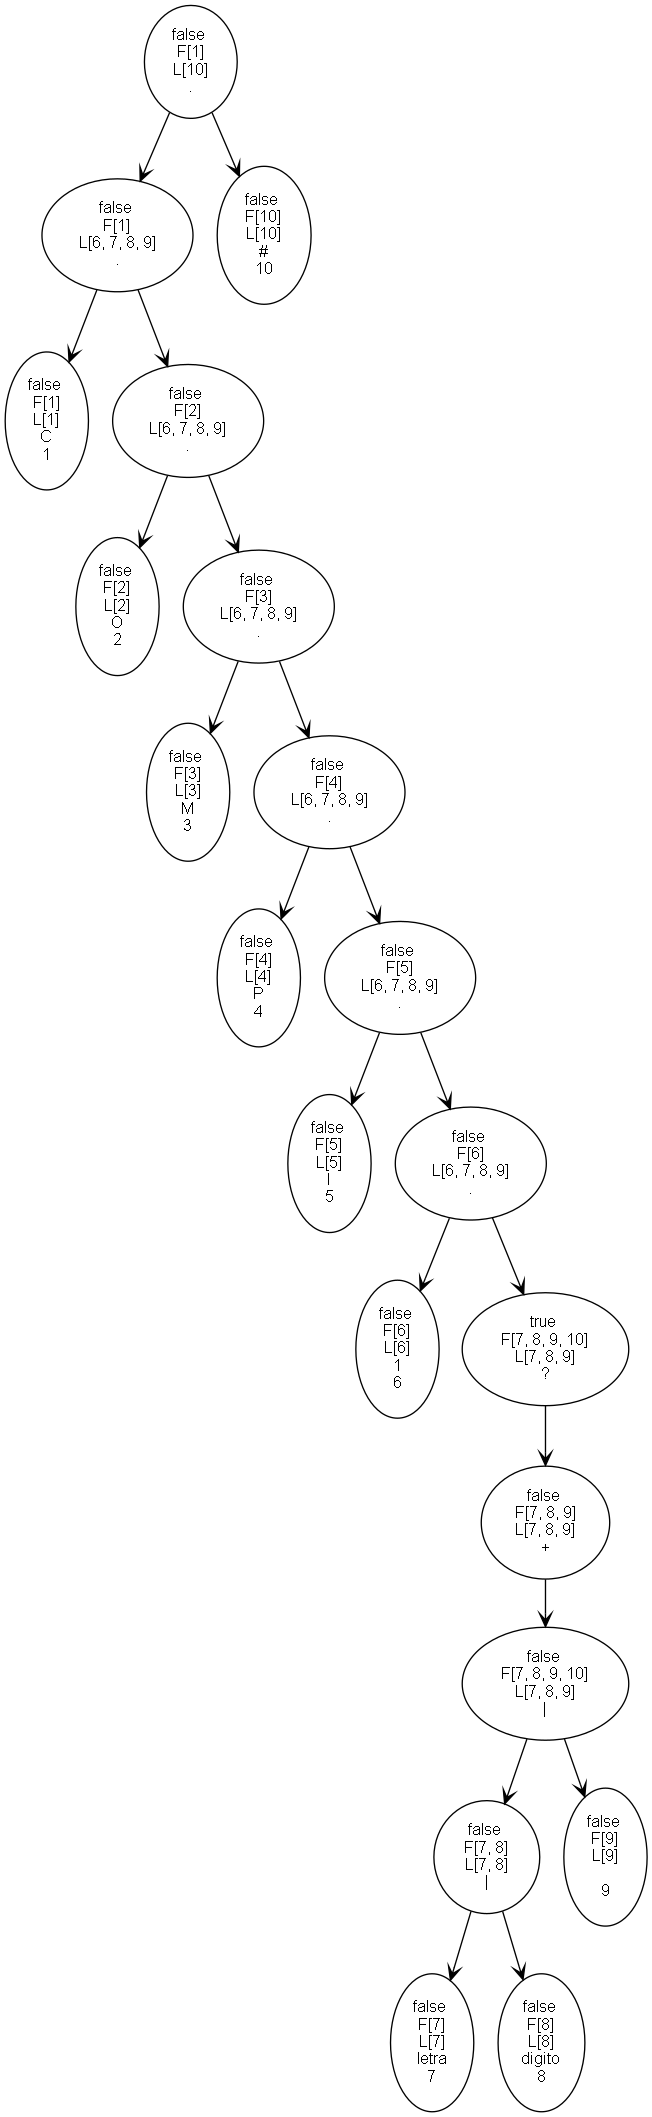 false
F[1]
L[10]
.
false
F[1]
L[6, 7, 8, 9]
.
false
F[10]
L[10]
#
10
false
F[1]
L[1]
C
1
false
F[2]
L[6, 7, 8, 9]
.
false
F[2]
L[2]
O
2
false
F[3]
L[6, 7, 8, 9]
.
false
F[3]
L[3]
M
3
false
F[4]
L[6, 7, 8, 9]
.
false
F[4]
L[4]
P
4
false
F[5]
L[6, 7, 8, 9]
.
false
F[5]
L[5]
I
5
false
F[6]
L[6, 7, 8, 9]
.
false
F[6]
L[6]
1
6
true
F[7, 8, 9, 10]
L[7, 8, 9]
?
false
F[7, 8, 9]
L[7, 8, 9]
+
false
F[7, 8, 9, 10]
L[7, 8, 9]
|
false
F[7, 8]
L[7, 8]
|
false
F[9]
L[9]
9
false
F[7]
L[7]
letra
7
false
F[8]
L[8]
digito
8